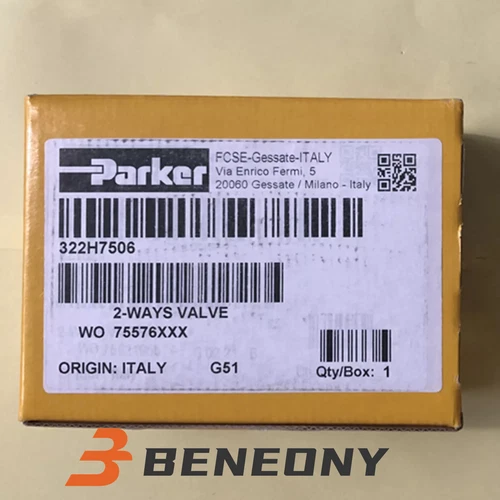 Parker
FCSE-Gessate-ITALY
Via Enrico Fermi, 5
20060 Gessate / Milano - Italy
322H7506
2-WAYS VALVE
WO 75576XXX
ORIGIN: ITALY G51 Qty/Box: 1
BENEONY